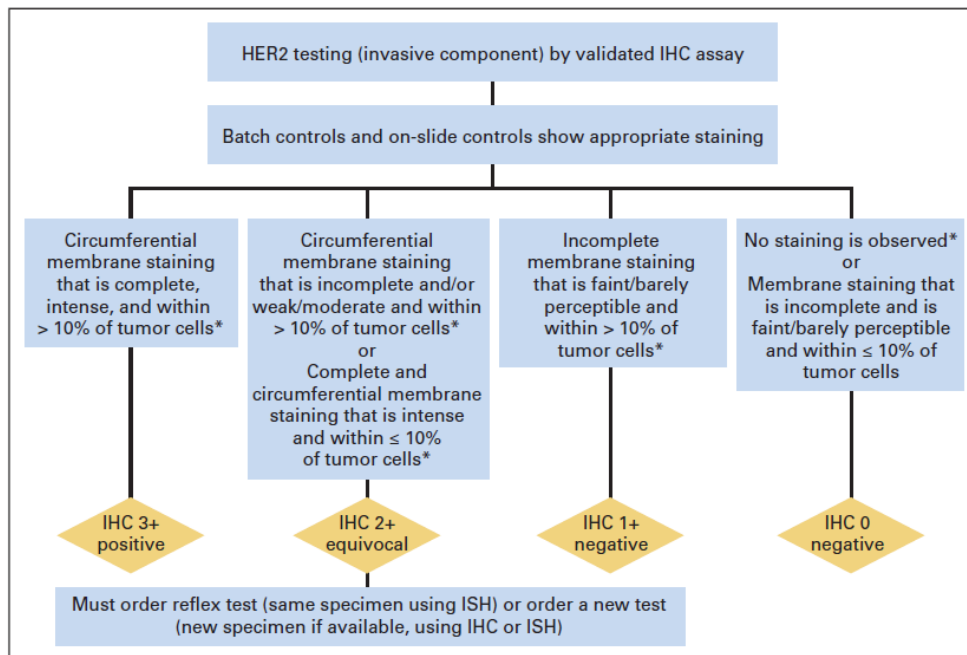 HER2 testing (invasive component) by validated IHC assay
Batch controls and on-slide controls show appropriate staining
Circumferential
membrane staining
that is complete,
intense, and within
> 10% of tumor cells*
Circumferential
membrane staining
that is incomplete and/or
weak/moderate and within
> 10% of tumor cells*
or
Complete and
circumferential membrane
staining that is intense
and within ≤ 10%
of tumor cells*
Incomplete
membrane staining
that is faint/barely
perceptible and
within > 10% of
tumor cells*
No staining is observed*
or
Membrane staining that
is incomplete and is
faint/barely perceptible
and within ≤ 10% of
tumor cells
IHC 3+
positive
IHC 2+
equivocal
IHC 1+
negative
IHC 0
negative
Must order reflex test (same specimen using ISH) or order a new test
(new specimen if available, using IHC or ISH)